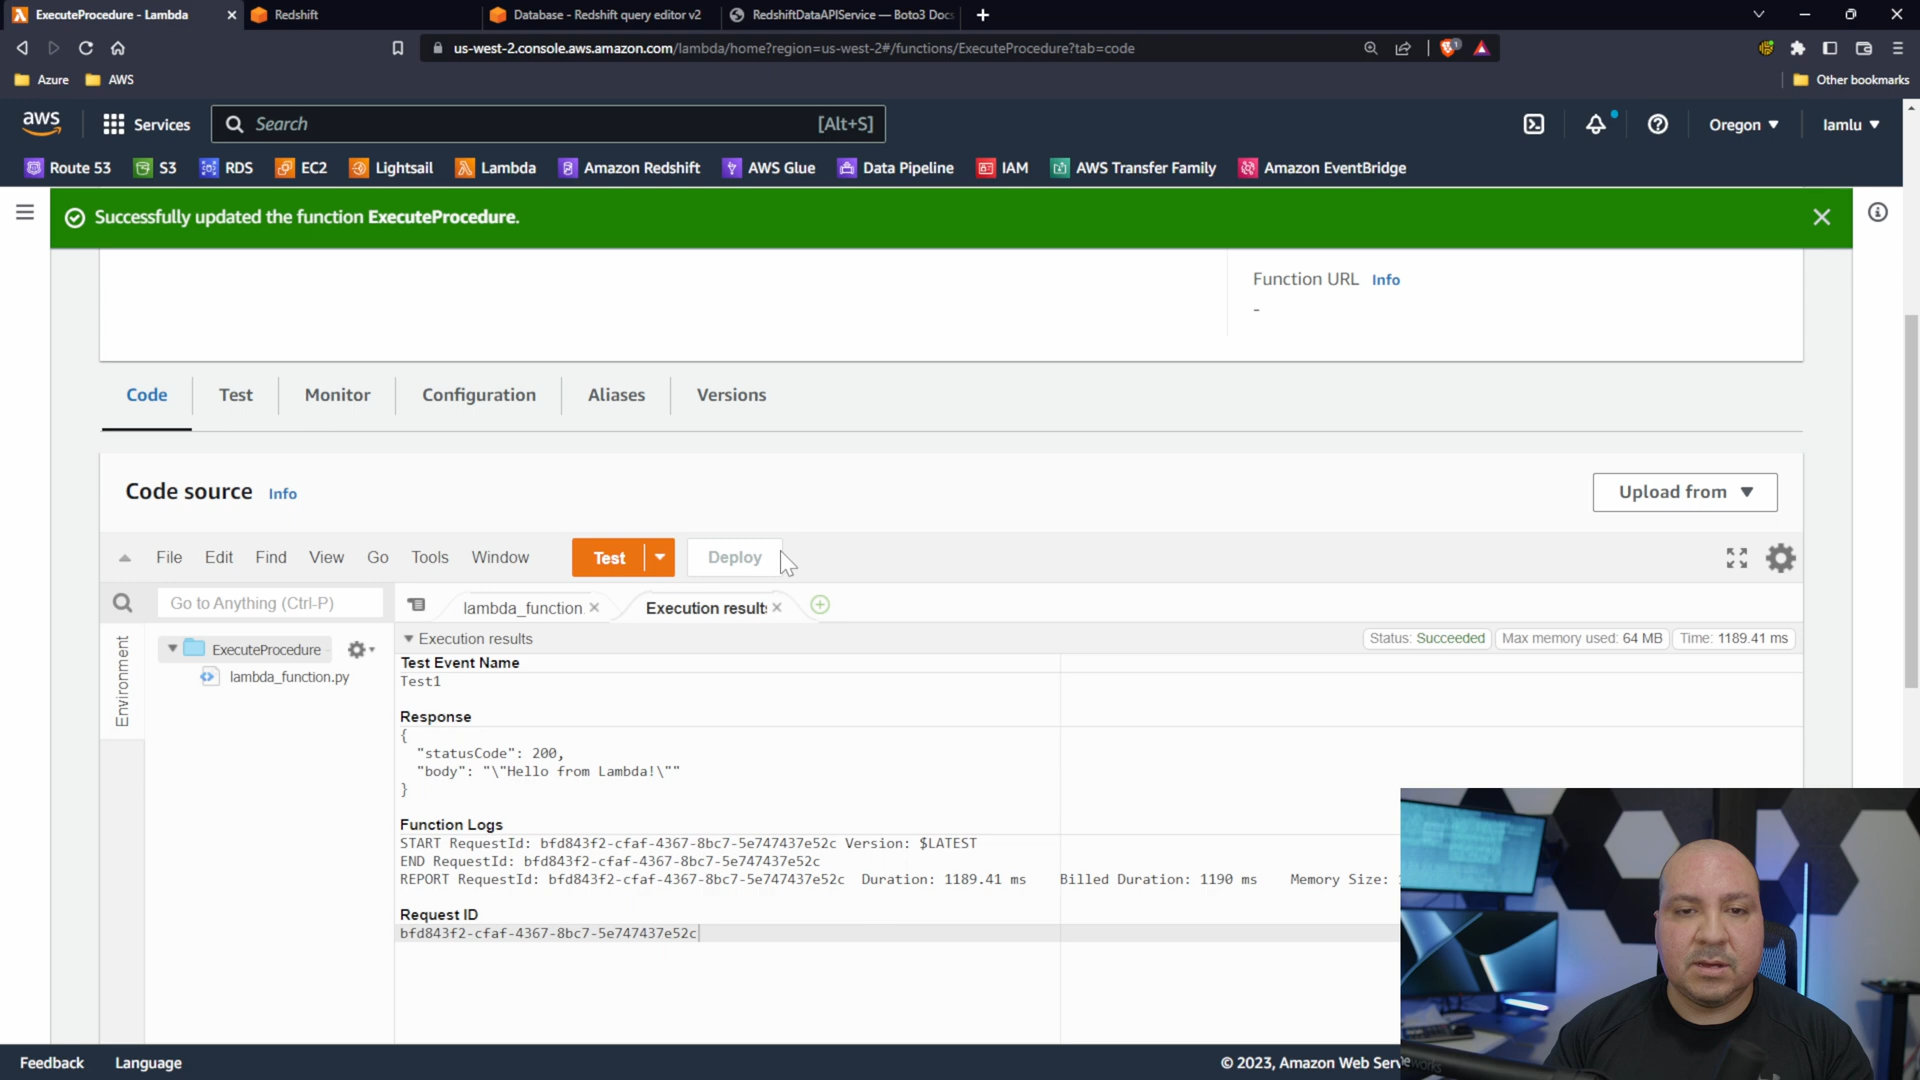 ExecuteProcedure - Lambda
Redshift
Database - Redshift query editor v2
RedshiftDataAPIService — Boto3 Docs
us-west-2.console.aws.amazon.com/lambda/home?region=us-west-2#/functions/ExecuteProcedure?tab=code
Azure
AWS
Other bookmarks
aws
Services
Search
[Alt+S]
Oregon
lamlu
Route 53
S3
RDS
EC2
Lightsail
Lambda
Amazon Redshift
AWS Glue
Data Pipeline
IAM
AWS Transfer Family
Amazon EventBridge
Successfully updated the function ExecuteProcedure.
Function URL Info
-
Code
Test
Monitor
Configuration
Aliases
Versions
Code source Info
Upload from
File
Edit
Find
View
Go
Tools
Window
Test
Deploy
Go to Anything (Ctrl-P)
lambda_function
Execution result
Environment
ExecuteProcedure
lambda_function.py
Execution results
Status: Succeeded
Max memory used: 64 MB
Time: 1189.41 ms
Test Event Name
Test1
Response
{
"statusCode": 200,
"body": "\"Hello from Lambda!\""
}
Function Logs
START RequestId: bfd843f2-cfaf-4367-8bc7-5e747437e52c Version: $LATEST
END RequestId: bfd843f2-cfaf-4367-8bc7-5e747437e52c
REPORT RequestId: bfd843f2-cfaf-4367-8bc7-5e747437e52c Duration: 1189.41 ms Billed Duration: 1190 ms Memory Size:
Request ID
bfd843f2-cfaf-4367-8bc7-5e747437e52c
Feedback
Language
© 2023, Amazon Web Serv